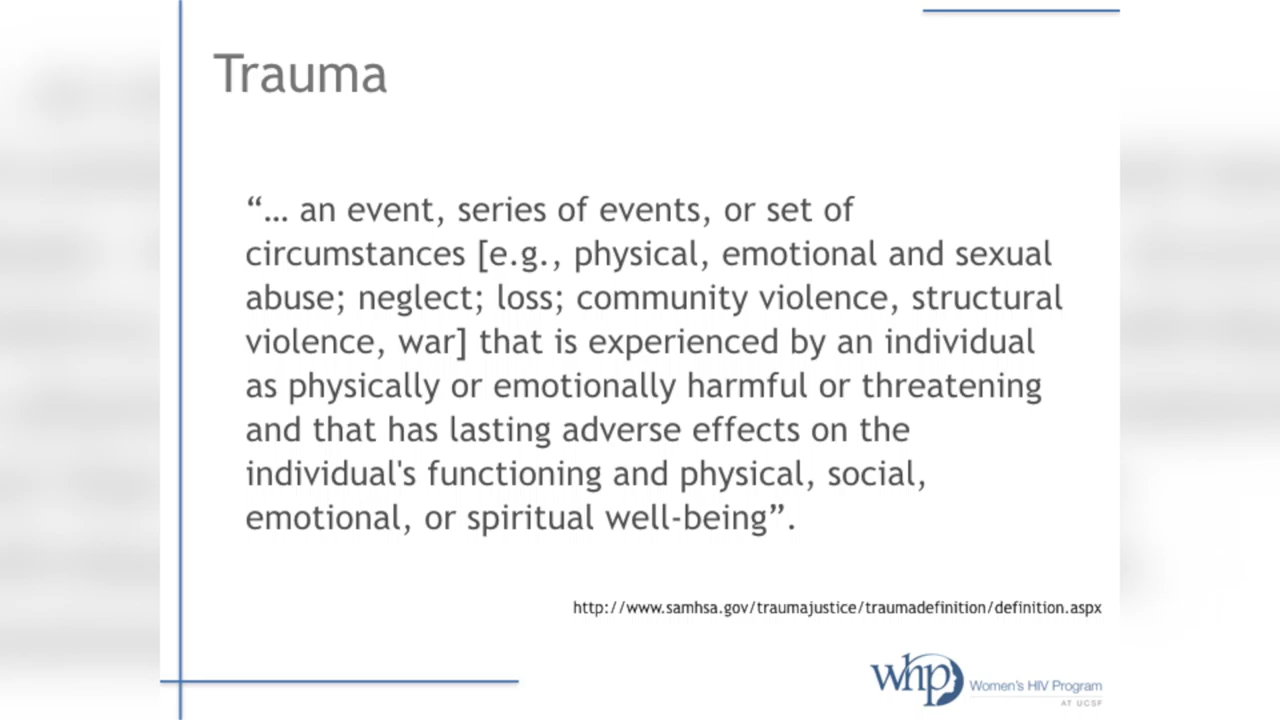 Trauma
“... an event, series of events, or set of
circumstances [e.g., physical, emotional and sexual
abuse; neglect; loss; community violence, structural
violence, war] that is experienced by an individual
as physically or emotionally harmful or threatening
and that has lasting adverse effects on the
individual's functioning and physical, social,
emotional, or spiritual well-being”.
http://www.samhsa.gov/traumajustice/traumadefinition/definition.aspx
whp Women's HIV Program
AT UCSF